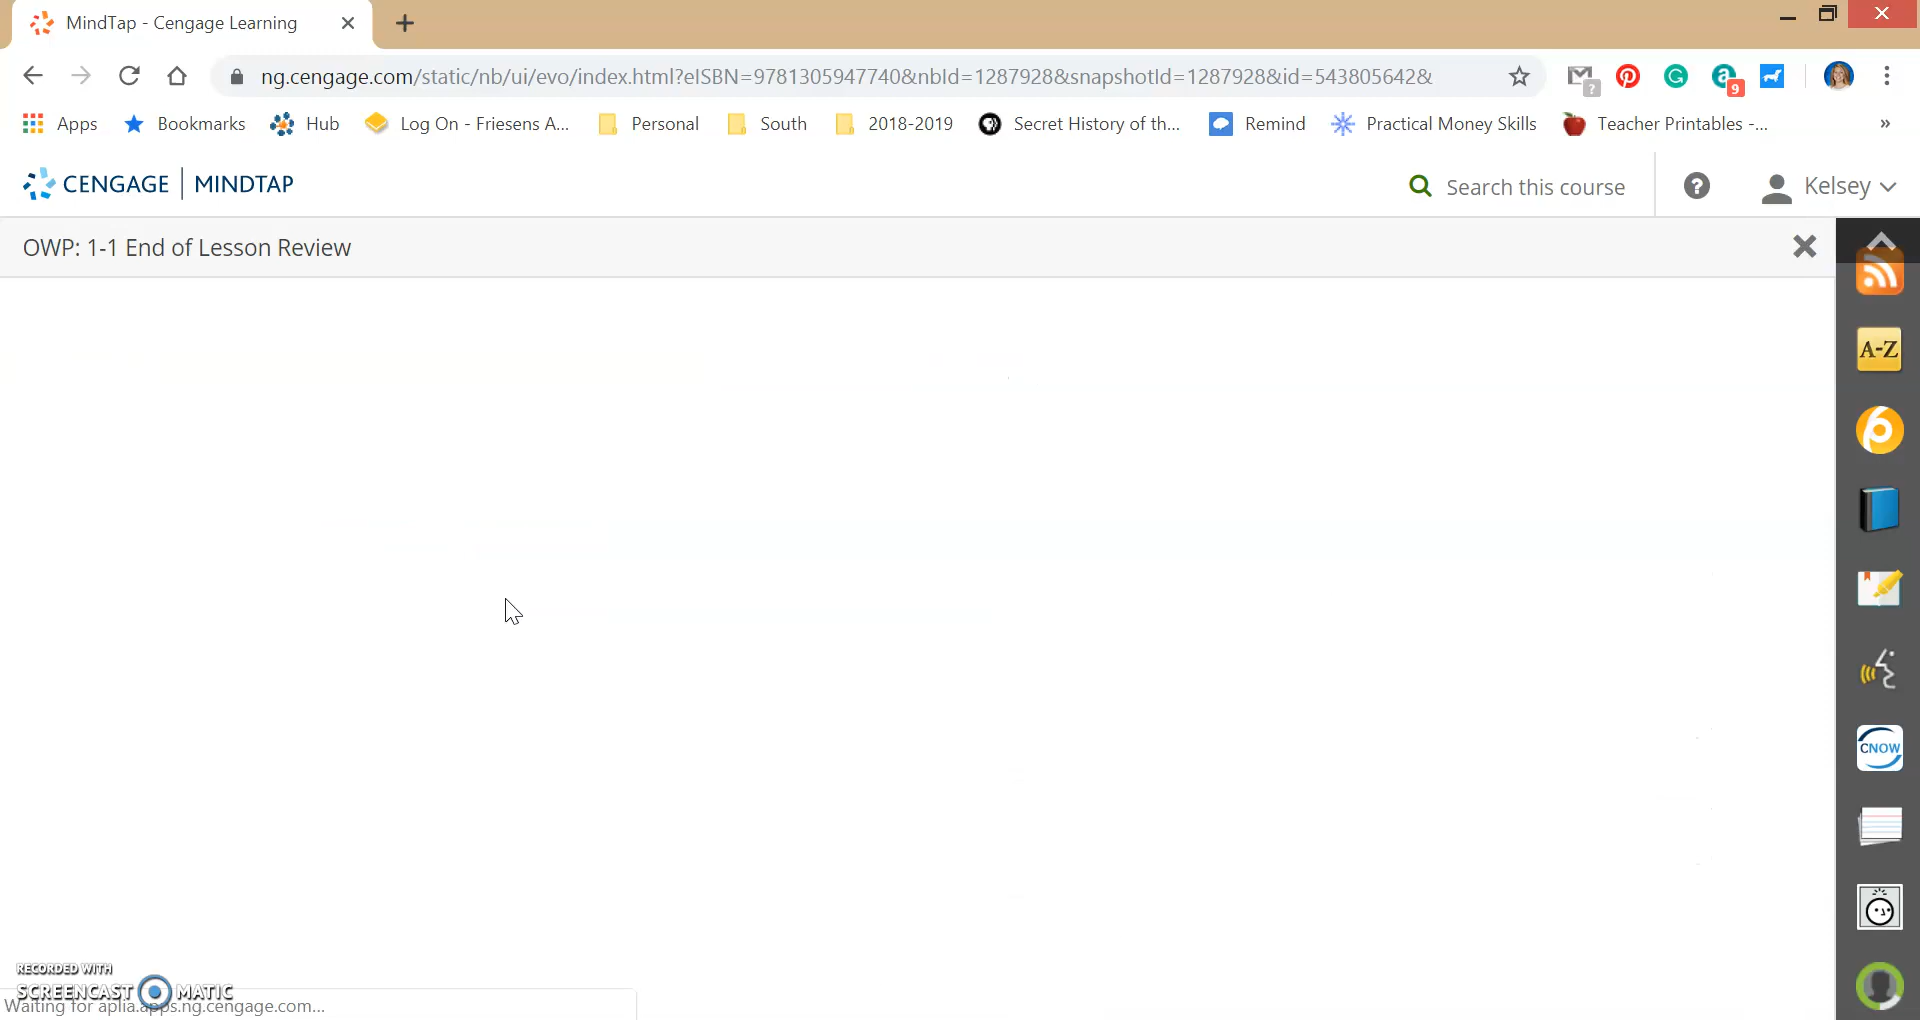 MindTap - Cengage Learning
ng.cengage.com/static/nb/ui/evo/index.html?eISBN=9781305947740&nbId=1287928&snapshotId=1287928&id=543805642&
?
9
Apps
Bookmarks
Hub
Log On - Friesens A...
Personal
South
2018-2019
Secret History of th...
Remind
Practical Money Skills
Teacher Printables -...
»
CENGAGE | MINDTAP
Search this course
?
Kelsey
OWP: 1-1 End of Lesson Review
A-Z
CNOW
RECORDED WITH
SCREENCAST MATIC
Waiting for aplia.apps.ng.cengage.com...